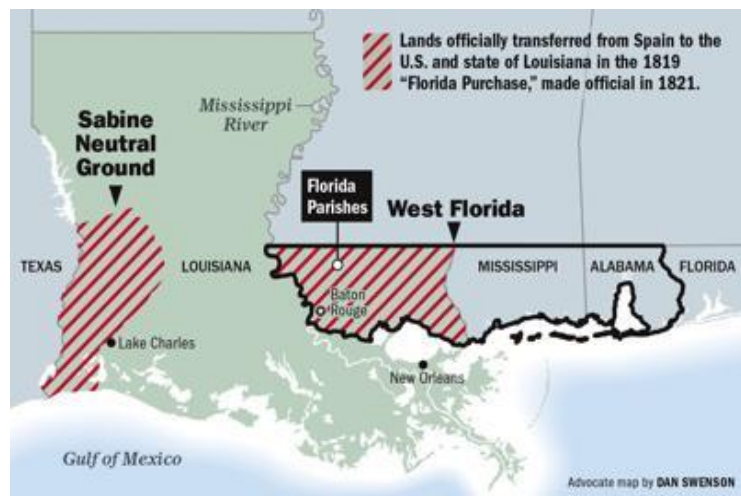 Lands officially transferred from Spain to the
U.S. and state of Louisiana in the 1819
“Florida Purchase,” made official in 1821.
Mississippi
River
Sabine
Neutral
Ground
Florida
Parishes
West Florida
TEXAS
LOUISIANA
MISSISSIPPI
ALABAMA
FLORIDA
Baton
Rouge
Lake Charles
New Orleans
Gulf of Mexico
Advocate map by DAN SWENSON